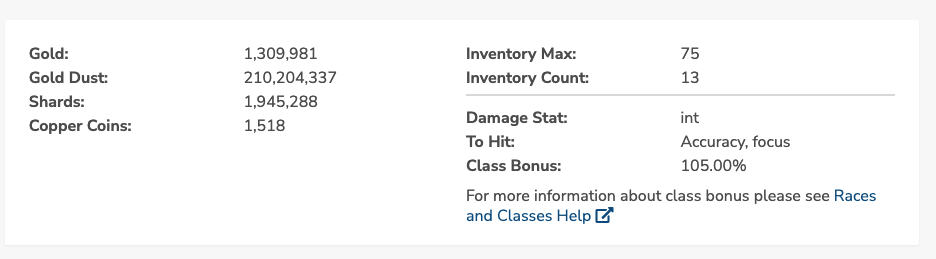 Gold: 1,309,981
Gold Dust: 210,204,337
Shards: 1,945,288
Copper Coins: 1,518
Inventory Max: 75
Inventory Count: 13
Damage Stat: int
To Hit: Accuracy, focus
Class Bonus: 105.00%
For more information about class bonus please see Races
and Classes Help